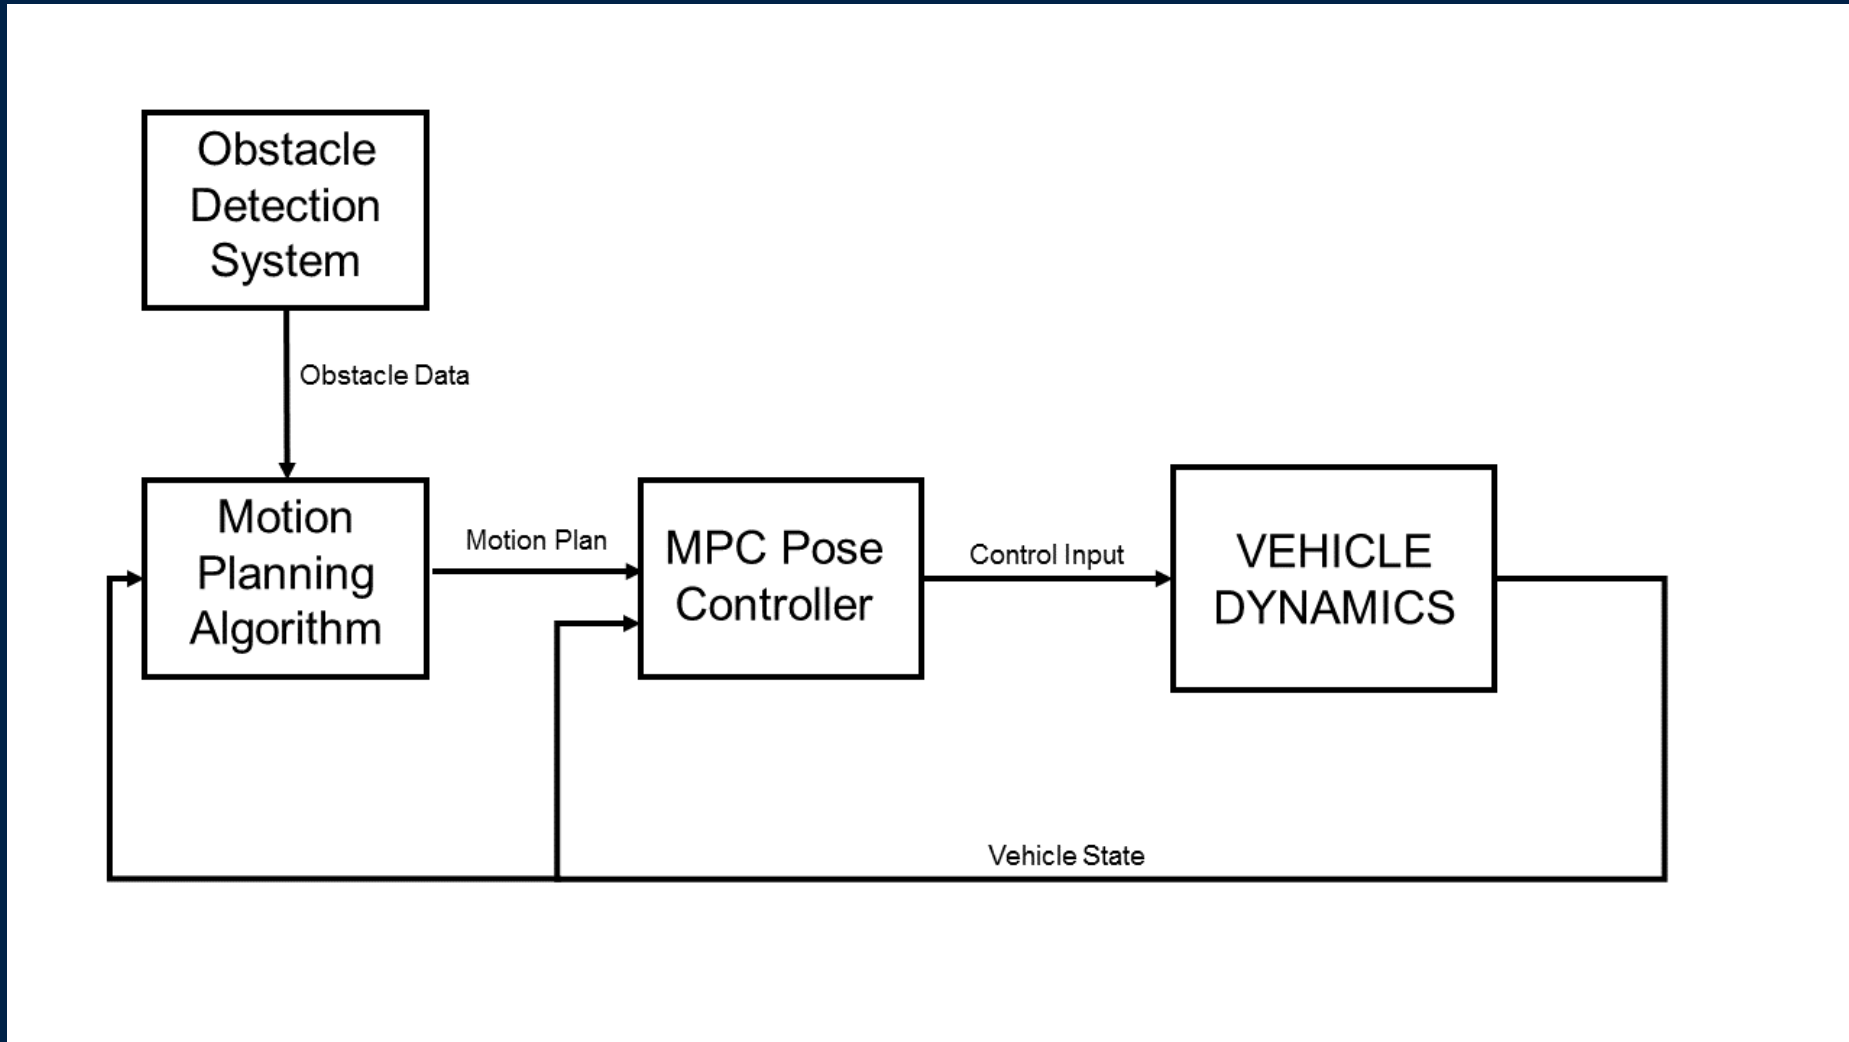 Obstacle
Detection
System
Obstacle Data
Motion
Planning
Algorithm
Motion Plan
MPC Pose
Controller
Control Input
VEHICLE
DYNAMICS
Vehicle State